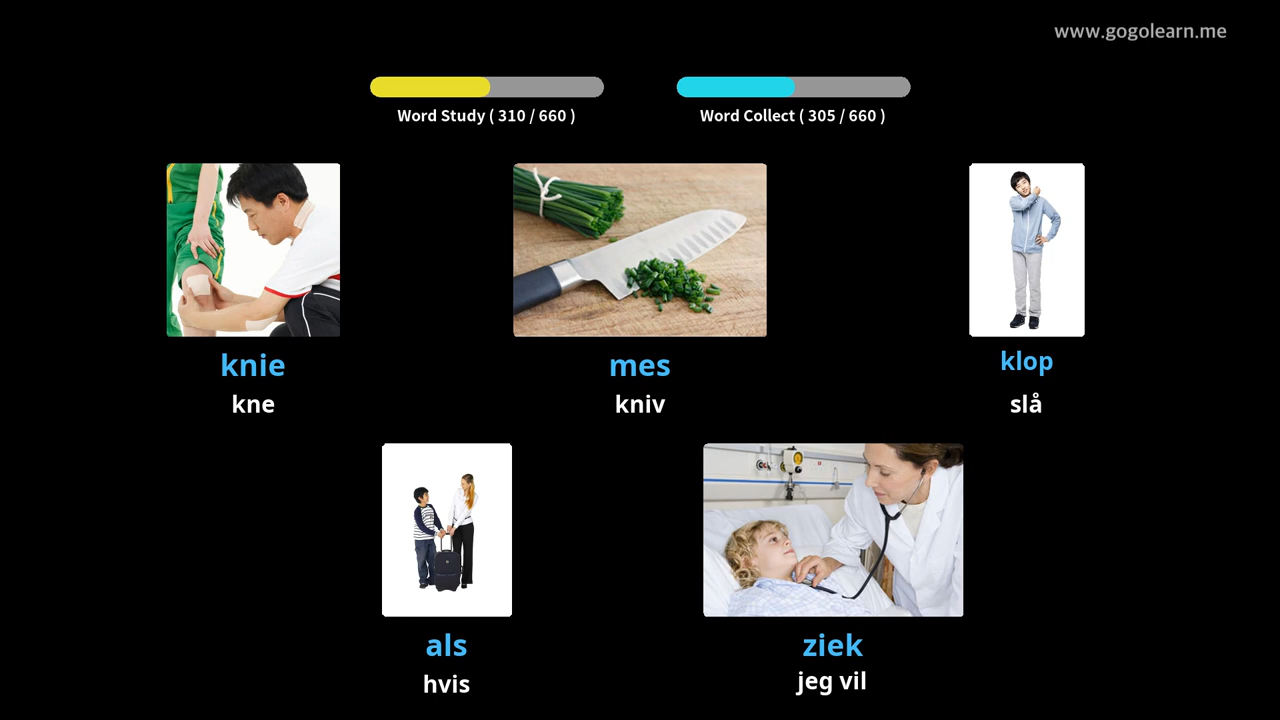 www.gogolearn.me
Word Study ( 310 / 660 )
Word Collect ( 305 / 660 )
knie
kne
mes
kniv
klop
slå
als
hvis
ziek
jeg vil